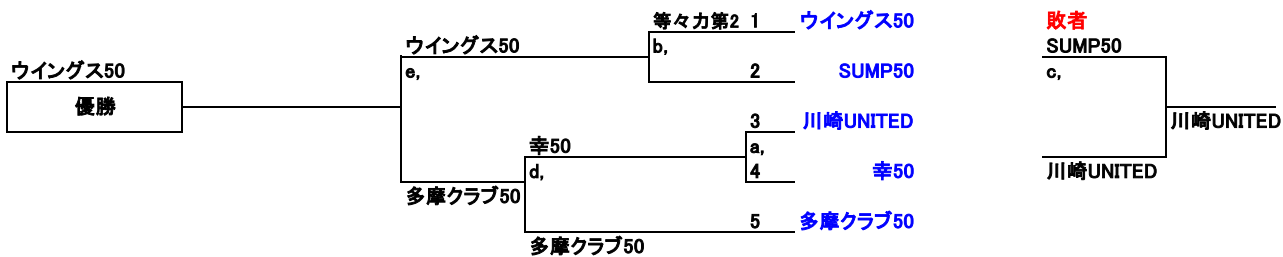 等々力第2 1 ウイングス50 敗者
ウイングス50 b, SUMP50
ウイングス50 e, 2 SUMP50 c,
優勝
3 川崎UNITED 川崎UNITED
幸50 a,
d, 4 幸50 川崎UNITED
多摩クラブ50
5 多摩クラブ50
多摩クラブ50